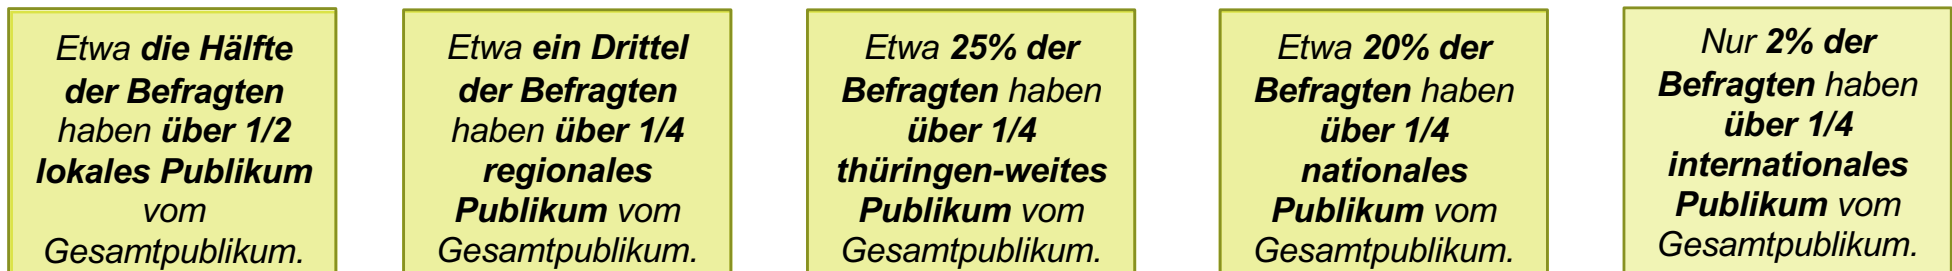 Etwa die Hälfte
der Befragten
haben über 1/2
lokales Publikum
vom
Gesamtpublikum.
Etwa ein Drittel
der Befragten
haben über 1/4
regionales
Publikum vom
Gesamtpublikum.
Etwa 25% der
Befragten haben
über 1/4
thüringen-weites
Publikum vom
Gesamtpublikum.
Etwa 20% der
Befragten haben
über 1/4
nationales
Publikum vom
Gesamtpublikum.
Nur 2% der
Befragten haben
über 1/4
internationales
Publikum vom
Gesamtpublikum.